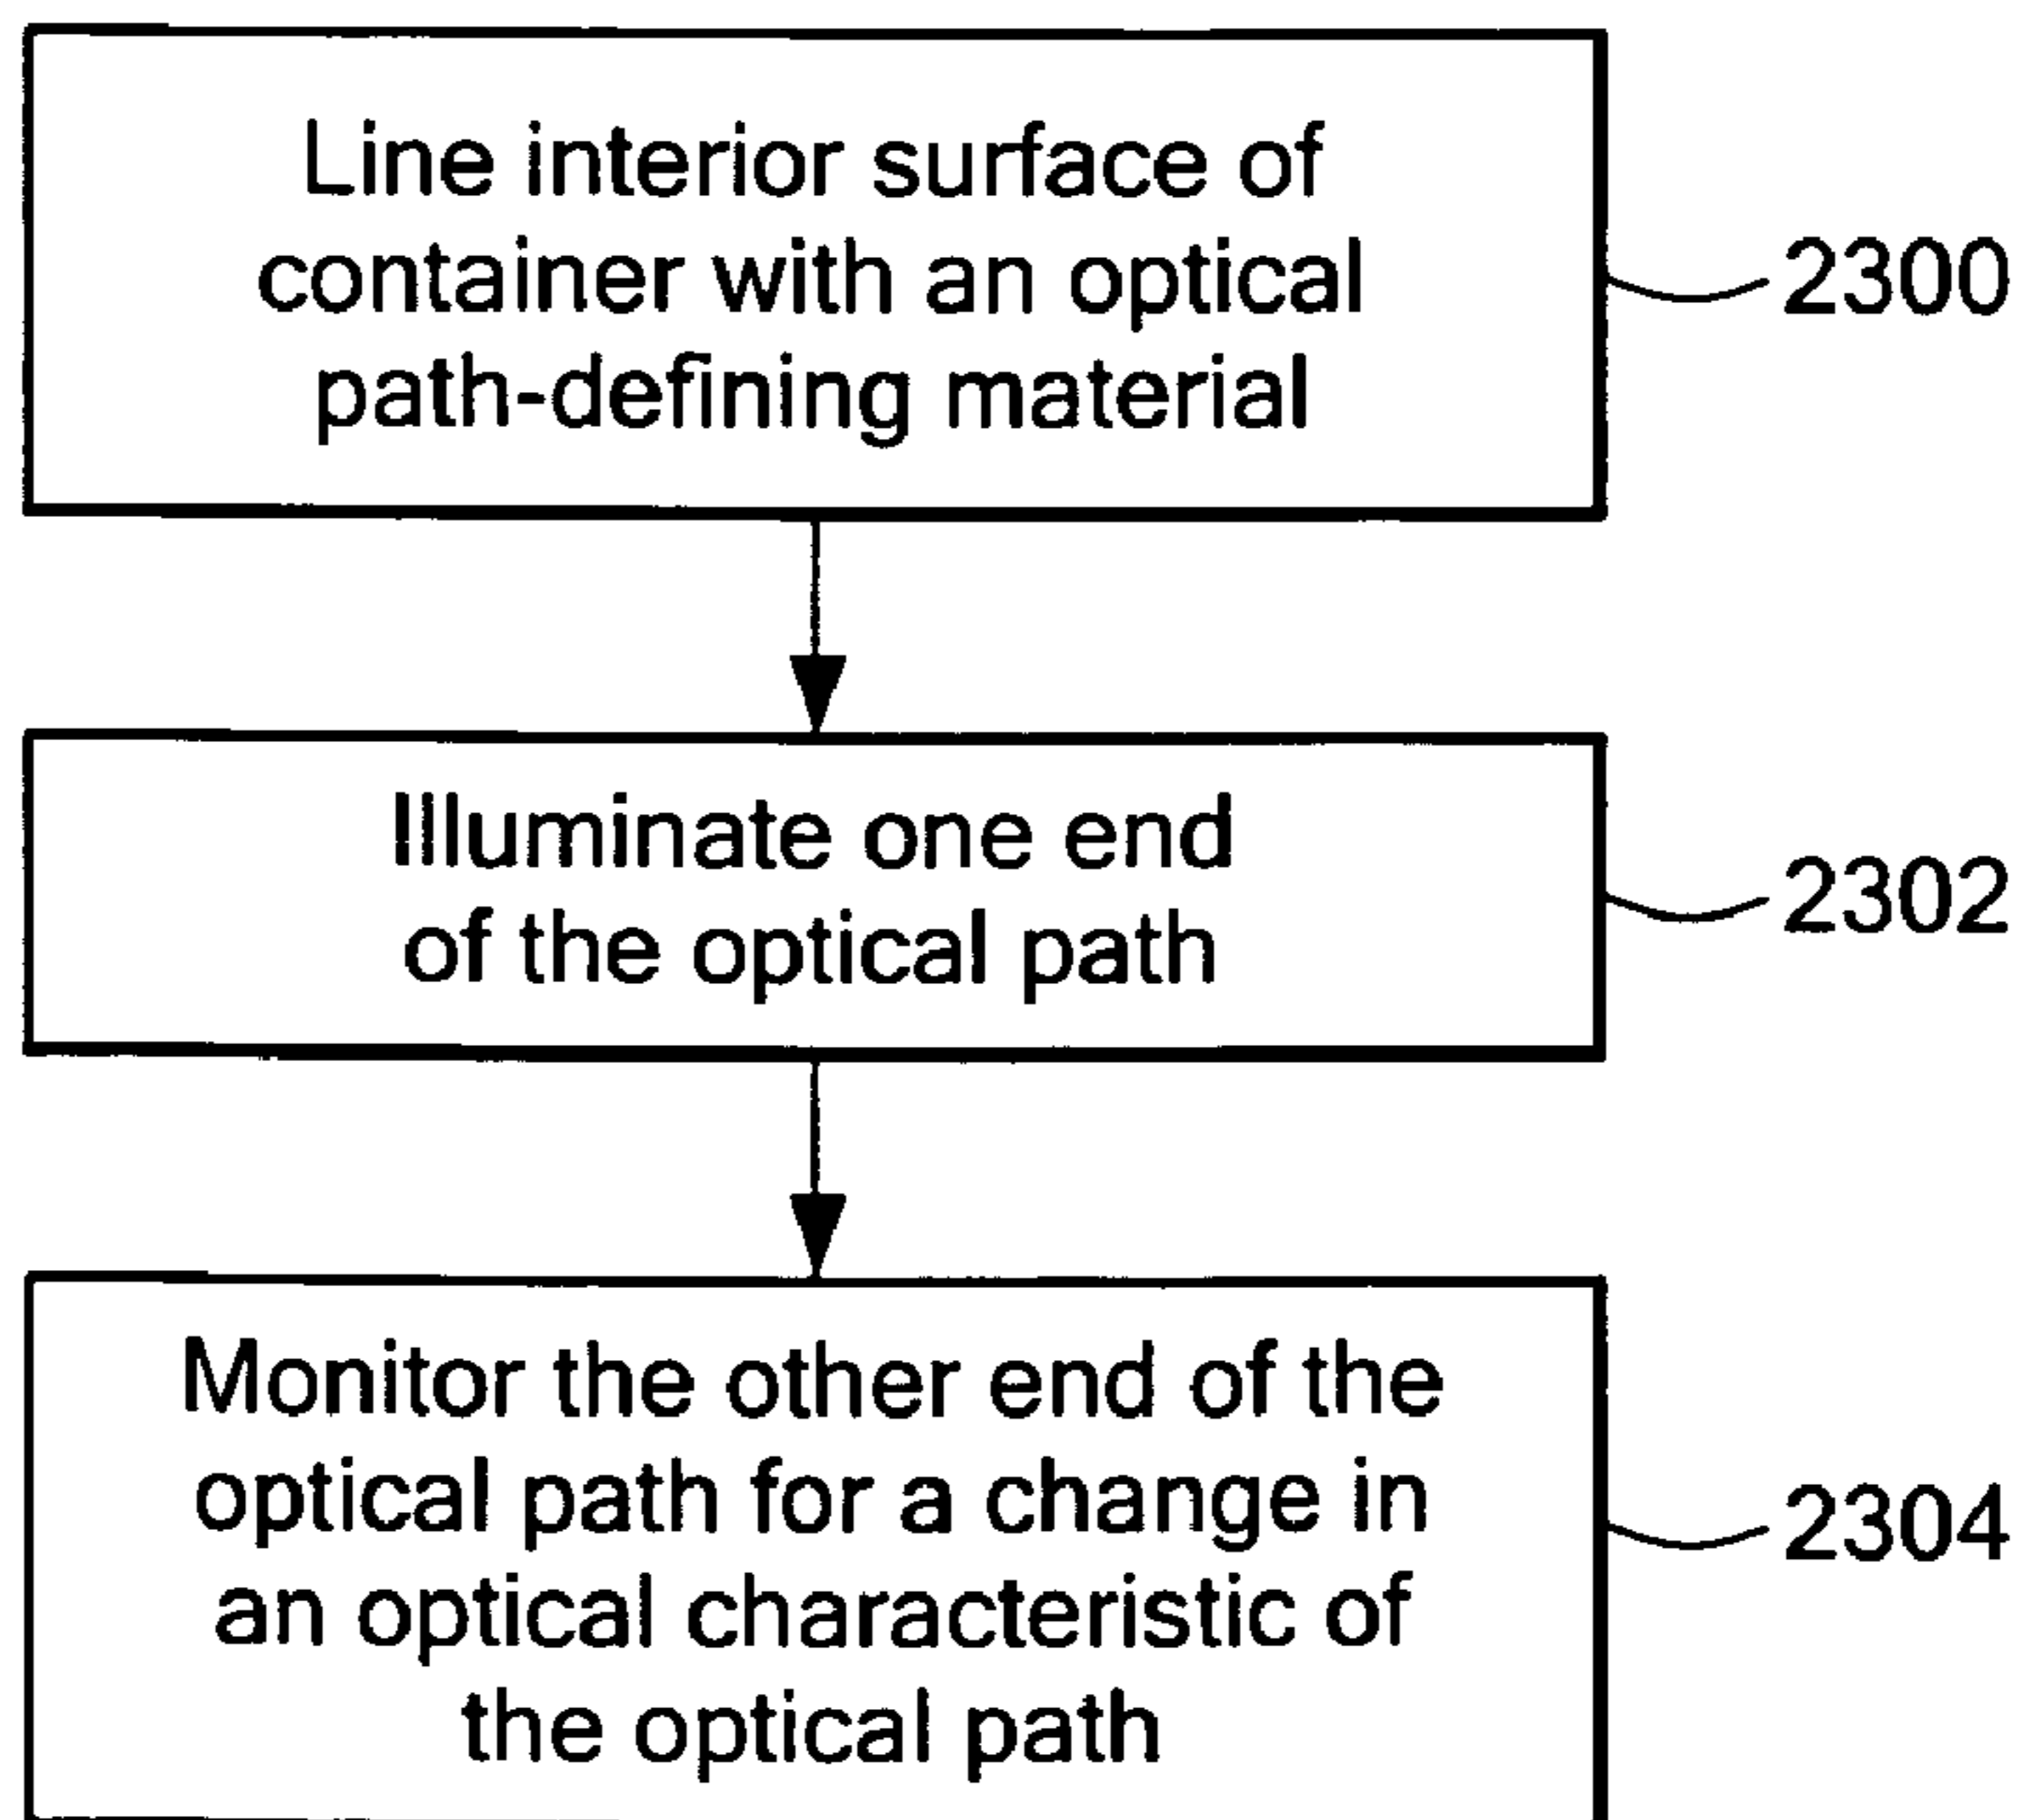 Line interior surface of
container with an optical
path-defining material
2300
Illuminate one end
of the optical path
2302
Monitor the other end of the
optical path for a change in
an optical characteristic of
the optical path
2304